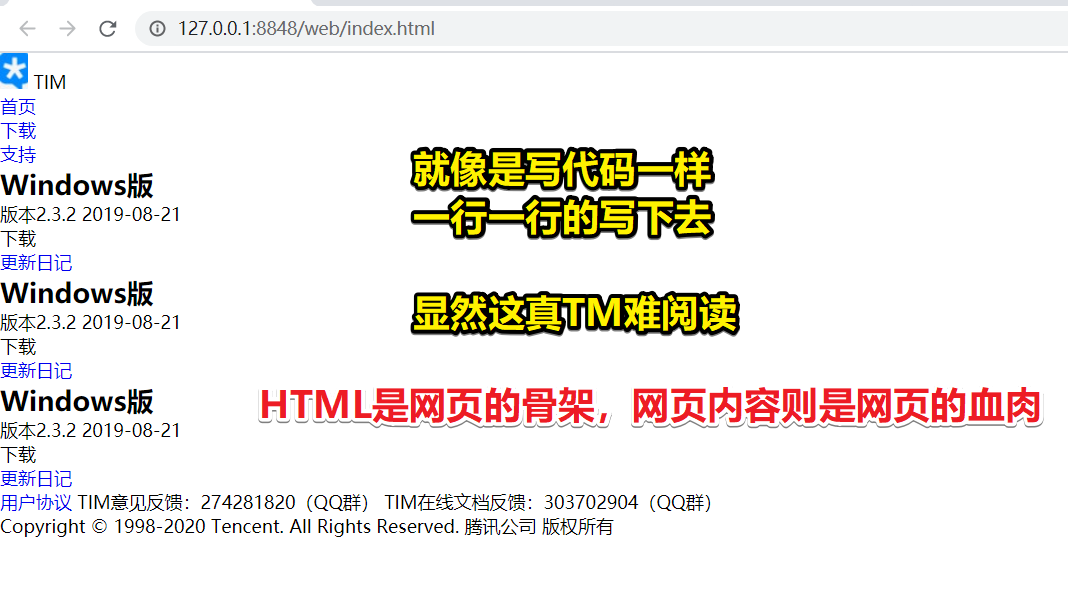 127.0.0.1:8848/web/index.html
TIM
首页
下载
支持
就像是写代码一样
Windows版
版本2.3.2 2019-08-21
一行一行的写下去
下载
更新日记
Windows版
显然这真TM难阅读
版本2.3.2 2019-08-21
下载
更新日记
Windows版
HTML是网页的骨架，网页内容则是网页的血肉
版本2.3.2 2019-08-21
下载
更新日记
用户协议 TIM意见反馈：274281820（QQ群） TIM在线文档反馈：303702904（QQ群）
Copyright © 1998-2020 Tencent. All Rights Reserved. 腾讯公司 版权所有